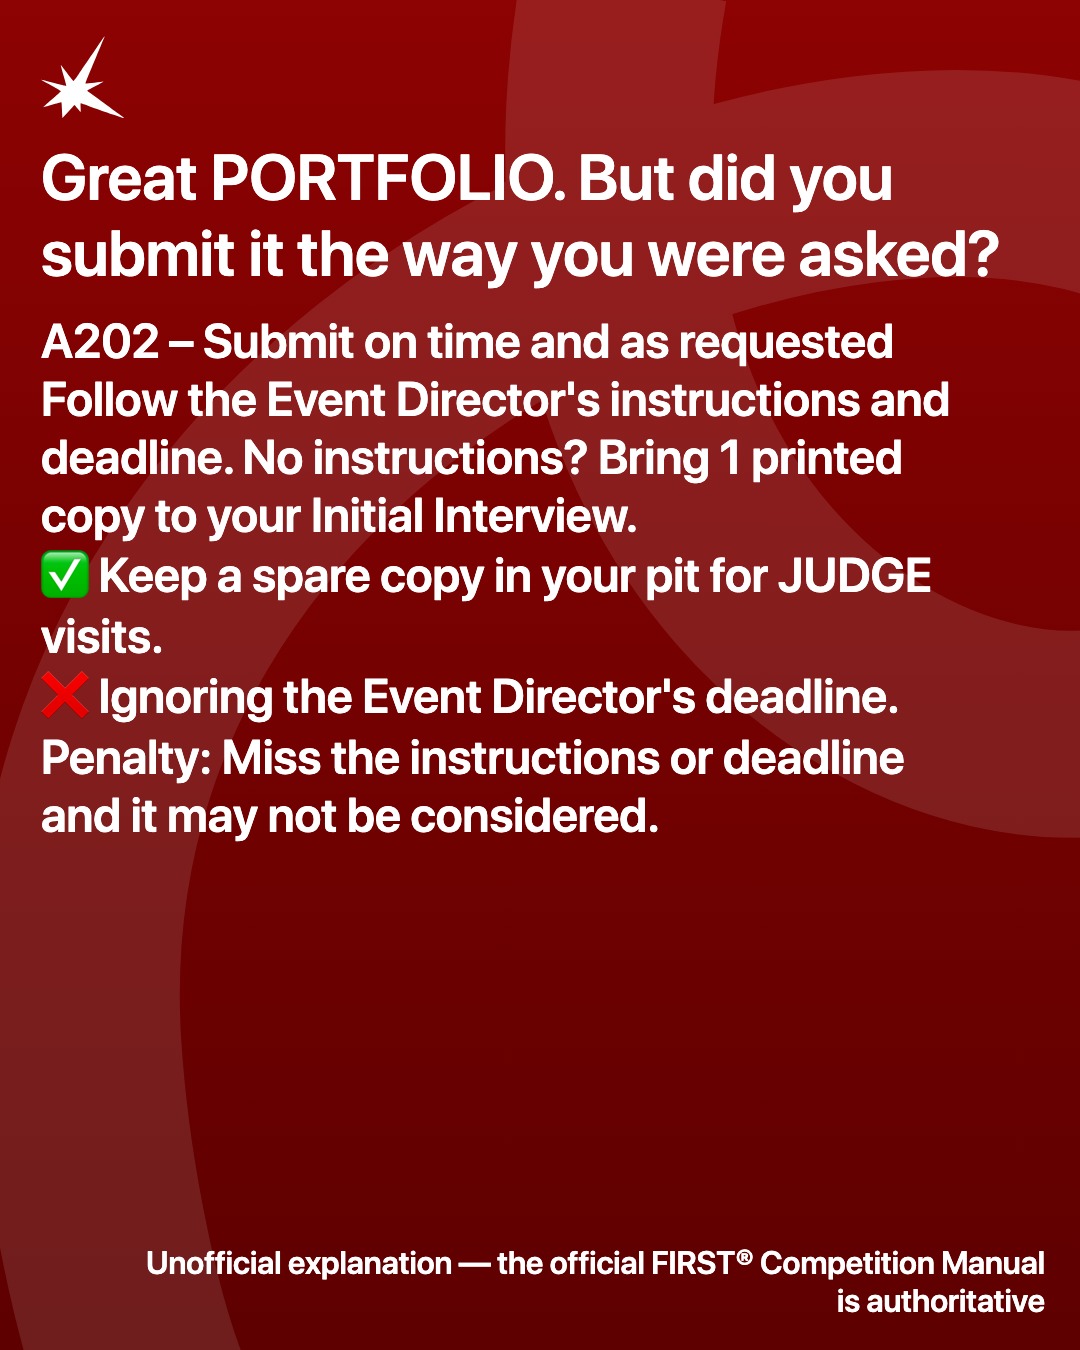 Great PORTFOLIO. But did you
submit it the way you were asked?
A202 – Submit on time and as requested
Follow the Event Director's instructions and
deadline. No instructions? Bring 1 printed
copy to your Initial Interview.
✅ Keep a spare copy in your pit for JUDGE
visits.
❌ Ignoring the Event Director's deadline.
Penalty: Miss the instructions or deadline
and it may not be considered.
Unofficial explanation — the official FIRST® Competition Manual
is authoritative